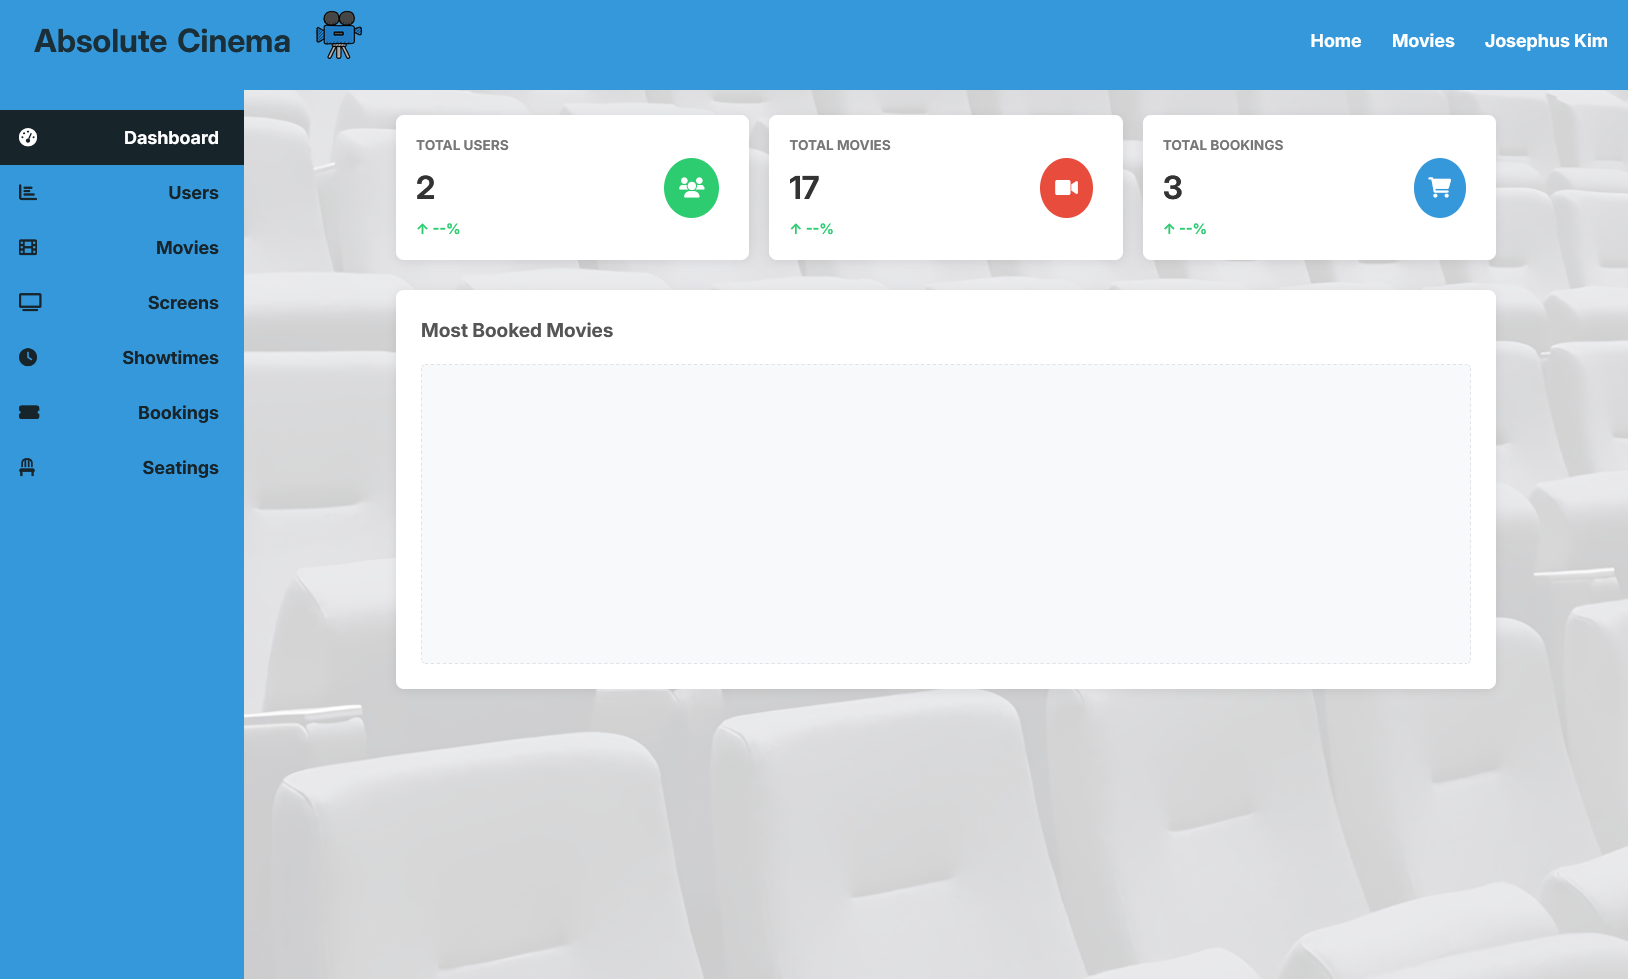 Absolute Cinema
Home Movies Josephus Kim
Dashboard
Users
Movies
Screens
Showtimes
Bookings
Seatings
TOTAL USERS
2
↑ --%
TOTAL MOVIES
17
↑ --%
TOTAL BOOKINGS
3
↑ --%
Most Booked Movies